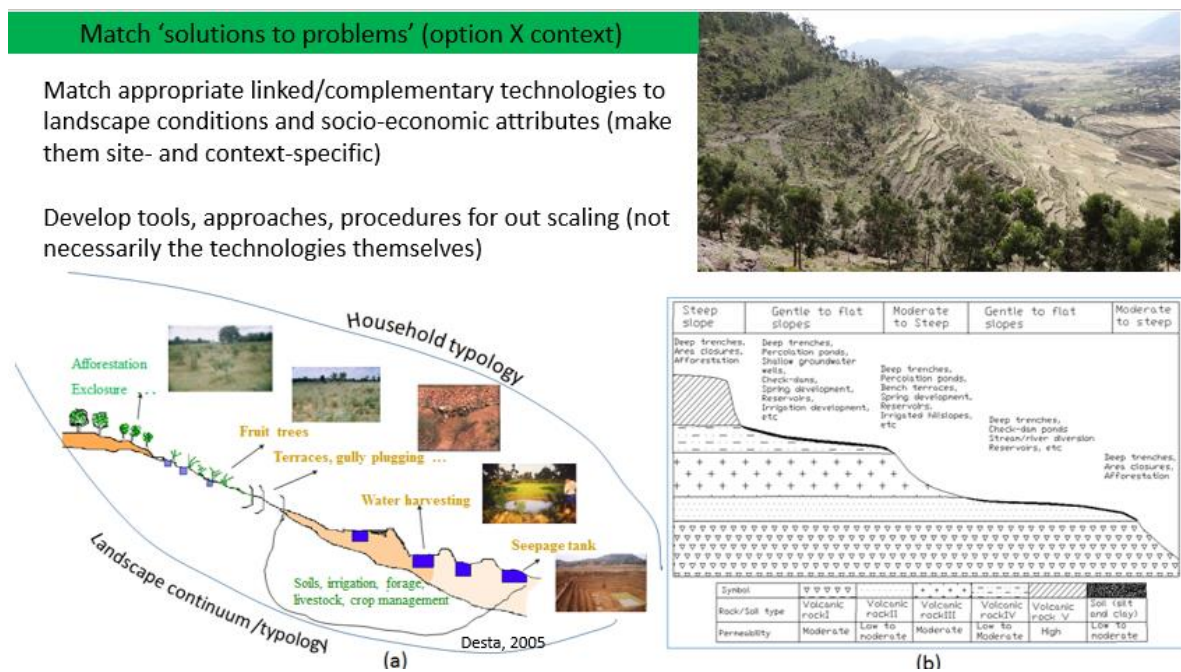 Match ‘solutions to problems’ (option X context)
Match appropriate linked/complementary technologies to
landscape conditions and socio-economic attributes (make
them site- and context-specific)
Develop tools, approaches, procedures for out scaling (not
necessarily the technologies themselves)
Household typology
Afforestation
Exclosure ...
Fruit trees
Terraces, gully plugging ...
Water harvesting
Seepage tank
Soils, irrigation, forage,
livestock, crop management
Landscape continuum /typology
Desta, 2005
(a)
Steep
slope
Gentle to flat
slopes
Moderate
to Steep
Gentle to flat
slopes
Moderate
to steep
Deep trenches,
Area closures,
Afforestation
Deep trenches,
Percolation ponds,
Shallow groundwater
wells,
Check-dams,
Spring development,
Reservoirs,
Irrigation development,
etc
Deep trenches,
Percolation ponds,
Bench terraces,
Spring development,
Reservoirs,
Irrigated hillslopes,
etc
Deep trenches,
Check-dam ponds
Stream/river diversion
Reservoirs, etc
Deep trenches,
Area closures,
Afforestation
Symbol
Rock/Soil type
Volcanic
rockI
Volcanic
rockII
Volcanic
rockIII
Volcanic
rockIV
Volcanic
rock V
Soil (silt
and clay)
Permeability
Moderate
Low to
moderate
Moderate
Low to
Moderate
High
Low to
moderate
(b)